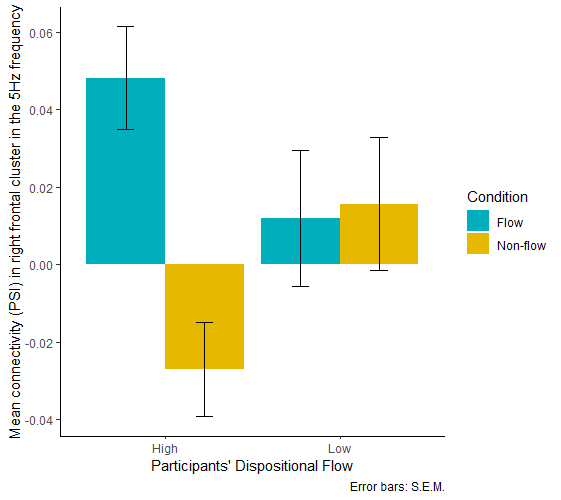 Mean connectivity (PSI) in right frontal cluster in the 5Hz frequency
0.06
0.04
0.02
0.00
-0.02
-0.04
High
Low
Participants' Dispositional Flow
Error bars: S.E.M.
Condition
Flow
Non-flow